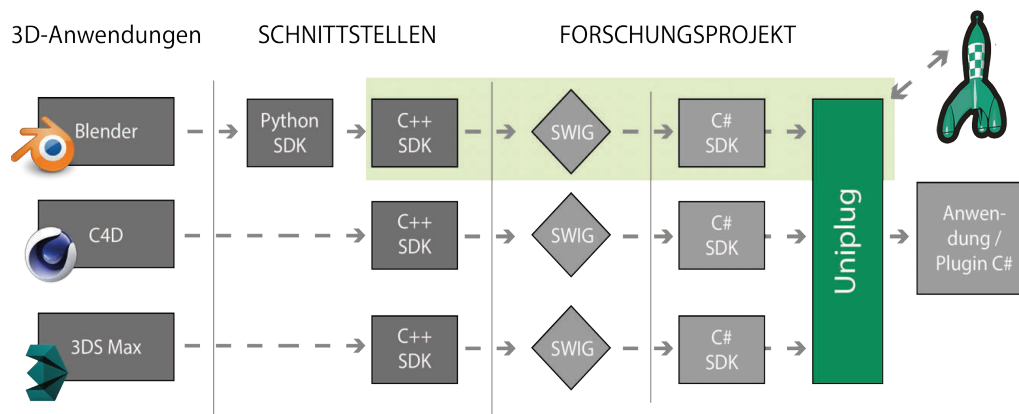 3D-Anwendungen SCHNITTSTELLEN FORSCHUNGSPROJEKT
Blender
Python
SDK
C++
SDK
SWIG
C#
SDK
C4D
C++
SDK
SWIG
C#
SDK
3DS Max
C++
SDK
SWIG
C#
SDK
Uniplug
Anwen-
dung /
Plugin C#